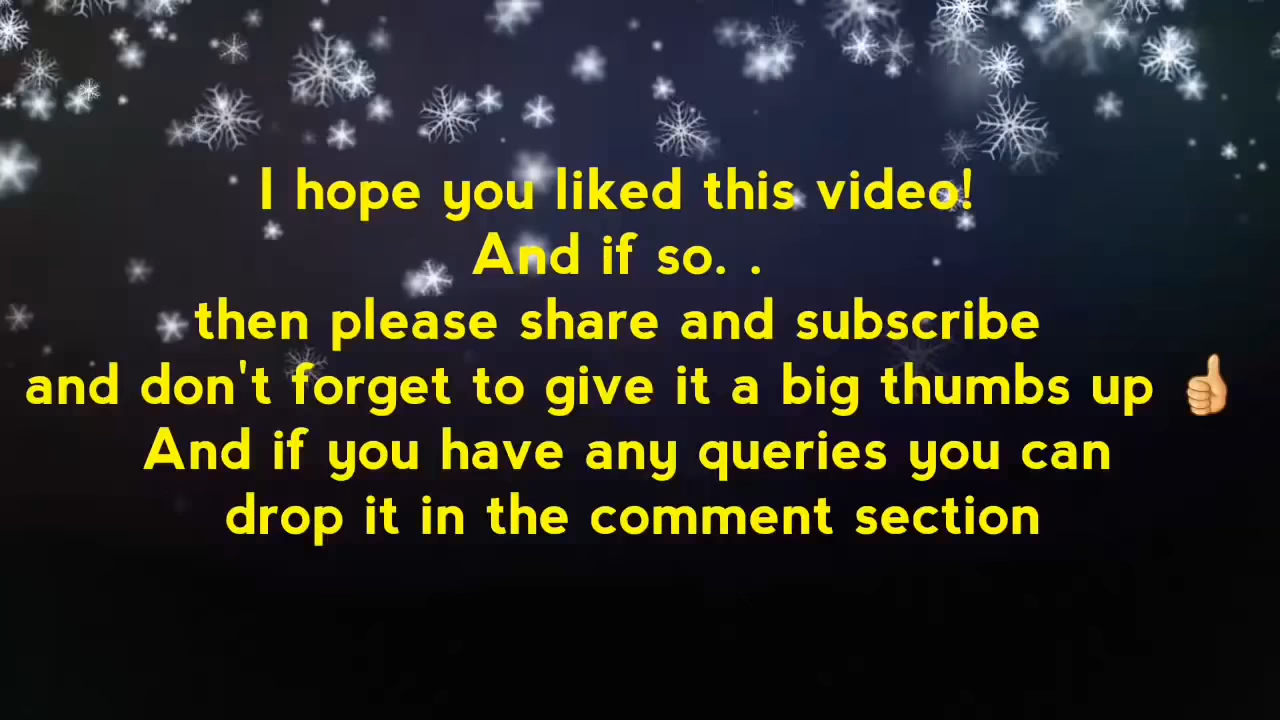 I hope you liked this video!
And if so. .
then please share and subscribe
and don't forget to give it a big thumbs up 👍
And if you have any queries you can
drop it in the comment section